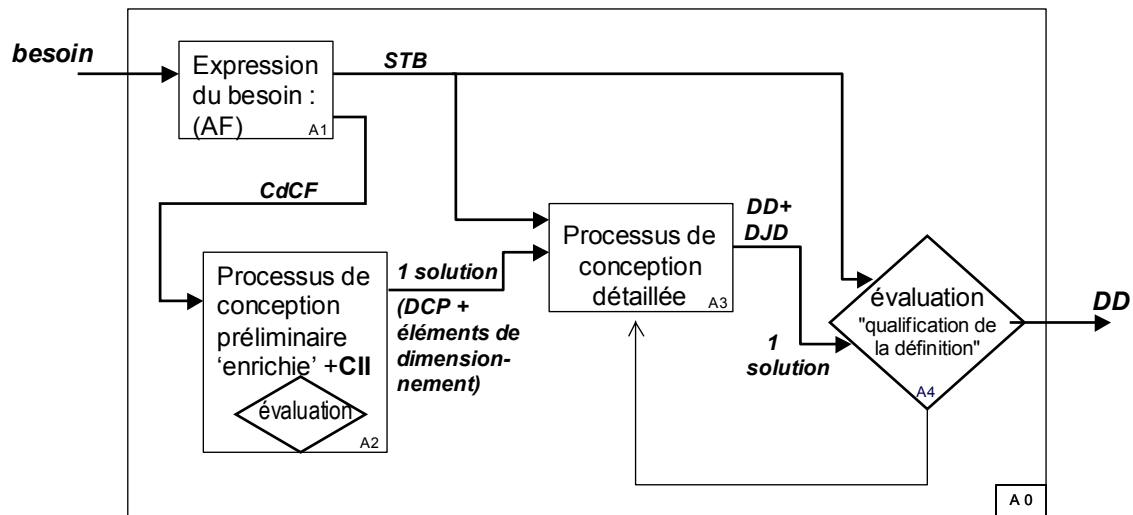 besoin
Expression
du besoin :
(AF)
A1
STB
CdCF
Processus de
conception
préliminaire
‘enrichie’ +CII
évaluation
A2
1 solution
(DCP +
éléments de
dimension-
nement)
Processus de
conception
détaillée
A3
DD+
DJD
1
solution
évaluation
"qualification de
la définition"
A4
DD
A 0